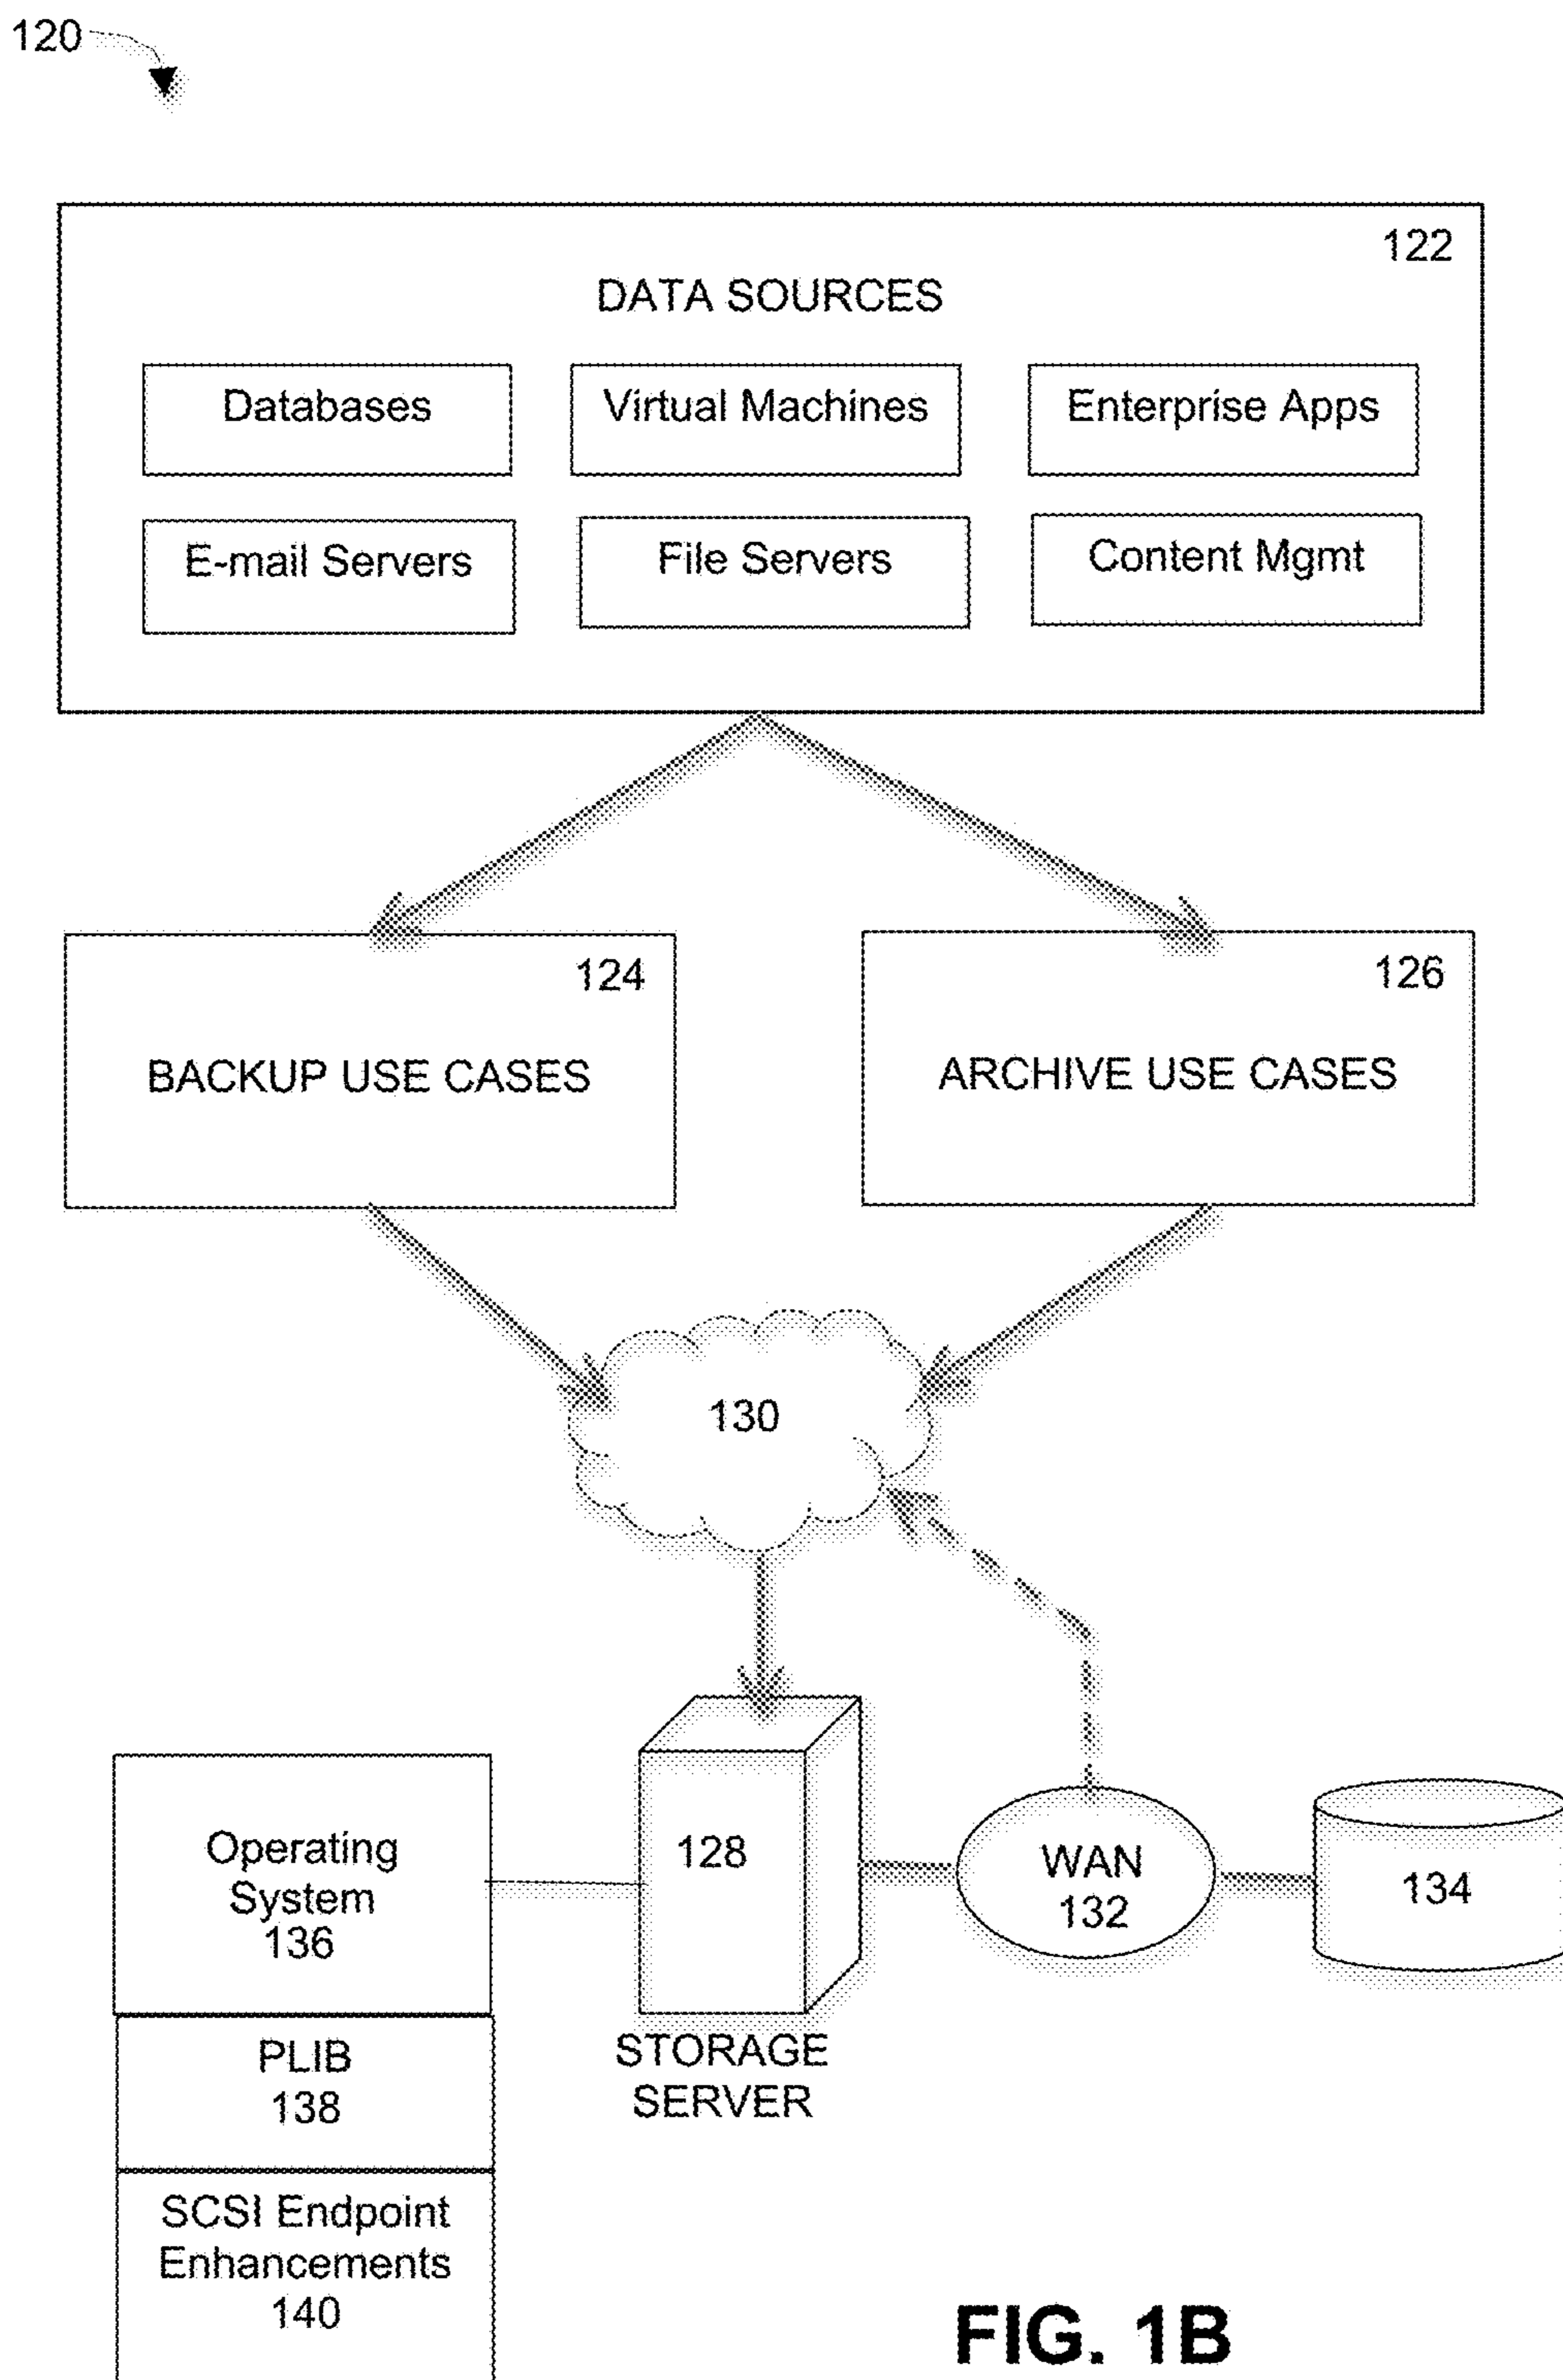 120
122
DATA SOURCES
Databases
Virtual Machines
Enterprise Apps
E-mail Servers
File Servers
Content Mgmt
124
BACKUP USE CASES
126
ARCHIVE USE CASES
130
Operating
System
136
128
WAN
132
134
STORAGE
SERVER
PLIB
138
SCSI Endpoint
Enhancements
140
FIG. 1B